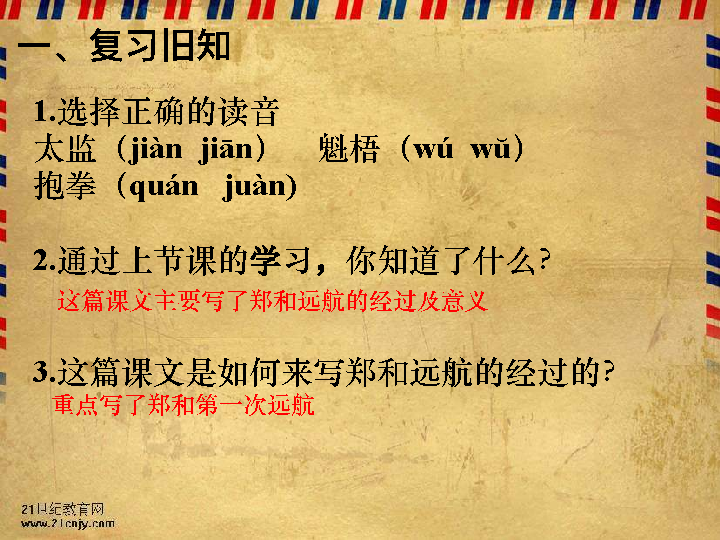 一、复习旧知
1.选择正确的读音
太监（jiàn  jiān）  魁梧（wú  wǔ）
抱拳（quán  juàn)
2.通过上节课的学习，你知道了什么?
这篇课文主要写了郑和远航的经过及意义
3.这篇课文是如何来写郑和远航的经过的?
重点写了郑和第一次远航
21世纪教育网
www.21cnjy.com